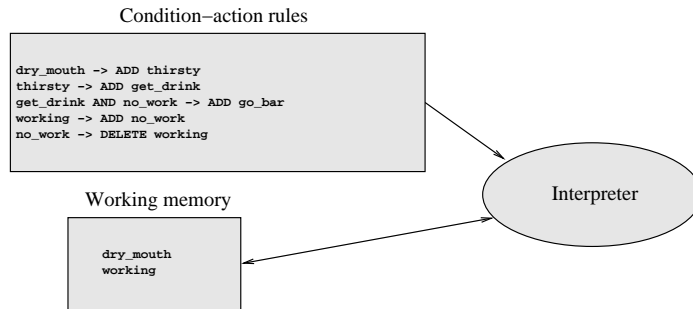 Condition−action rules
dry_mouth −> ADD thirsty
thirsty −> ADD get_drink
get_drink AND no_work −> ADD go_bar
working −> ADD no_work
no_work −> DELETE working
Interpreter
Working memory
dry_mouth
working